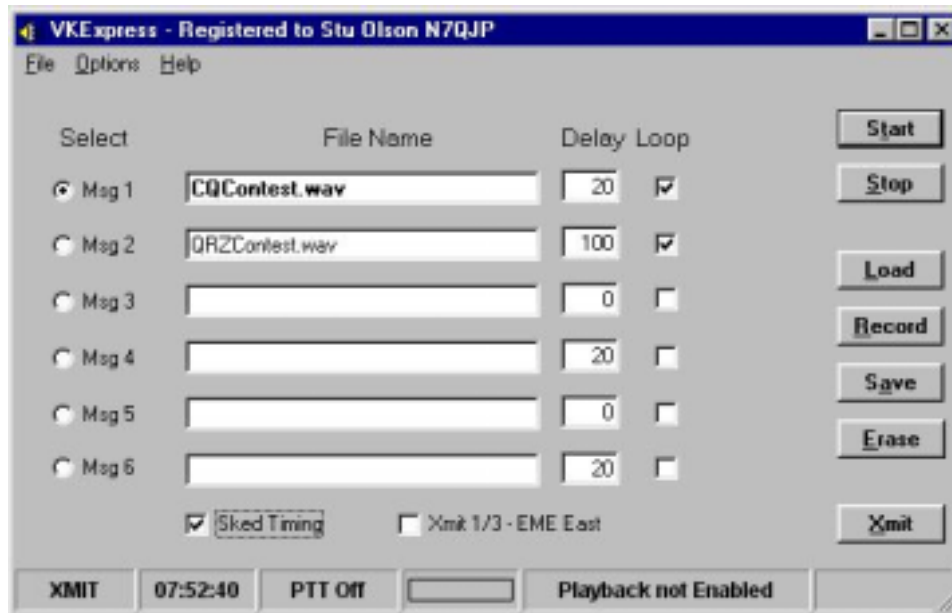 VKExpress - Registered to Stu Olson N7QJP
File Options Help
Select File Name Delay Loop Start
Msg 1 CQContest.wav 20 Stop
Msg 2 QRZContest.wav 100 Load
Msg 3 0 Record
Msg 4 20 Save
Msg 5 0 Erase
Msg 6 20
Sked Timing Xmit 1/3 - EME East Xmit
XMIT 07:52:40 PTT Off Playback not Enabled